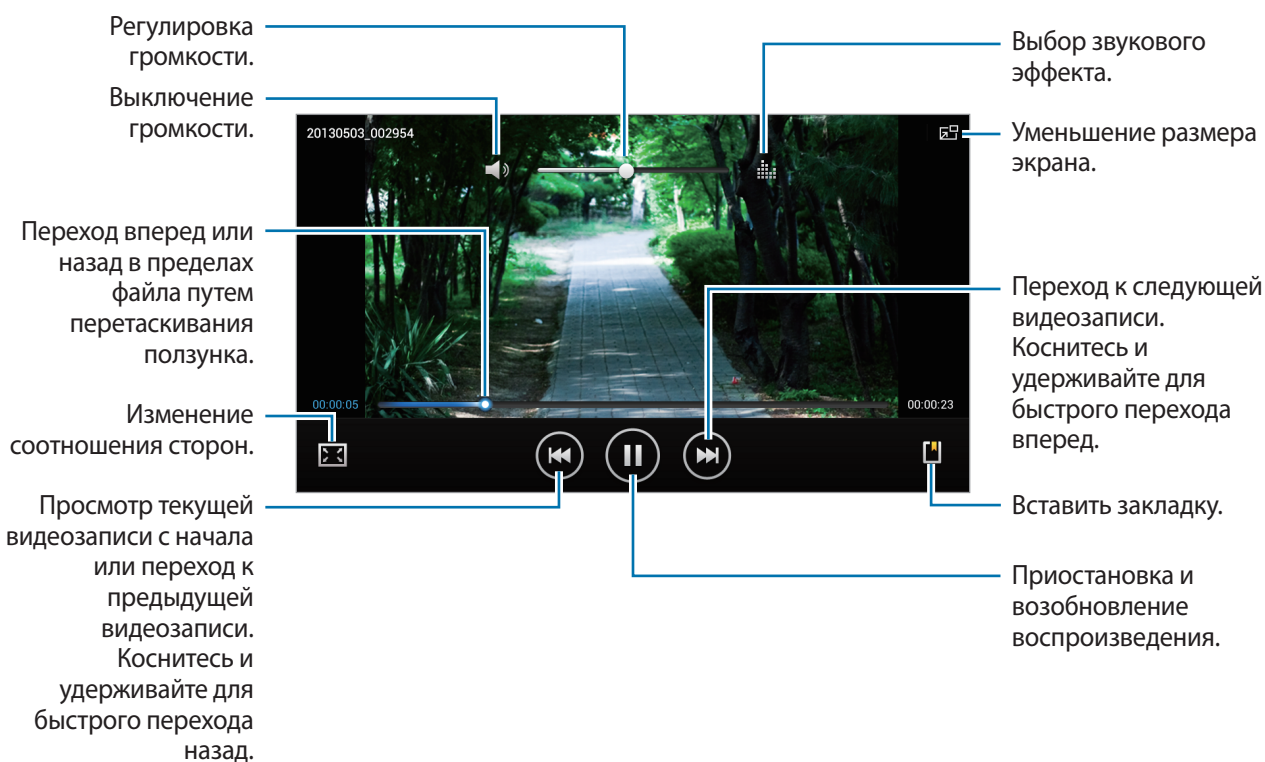 Регулировка
громкости.
Выключение
громкости.
Переход вперед или
назад в пределах
файла путем
перетаскивания
ползунка.
Изменение
соотношения сторон.
Просмотр текущей
видеозаписи с начала
или переход к
предыдущей
видеозаписи.
Коснитесь и
удерживайте для
быстрого перехода
назад.
20130503_002954
00:00:05
00:00:23
Выбор звукового
эффекта.
Уменьшение размера
экрана.
Переход к следующей
видеозаписи.
Коснитесь и
удерживайте для
быстрого перехода
вперед.
Вставить закладку.
Приостановка и
возобновление
воспроизведения.